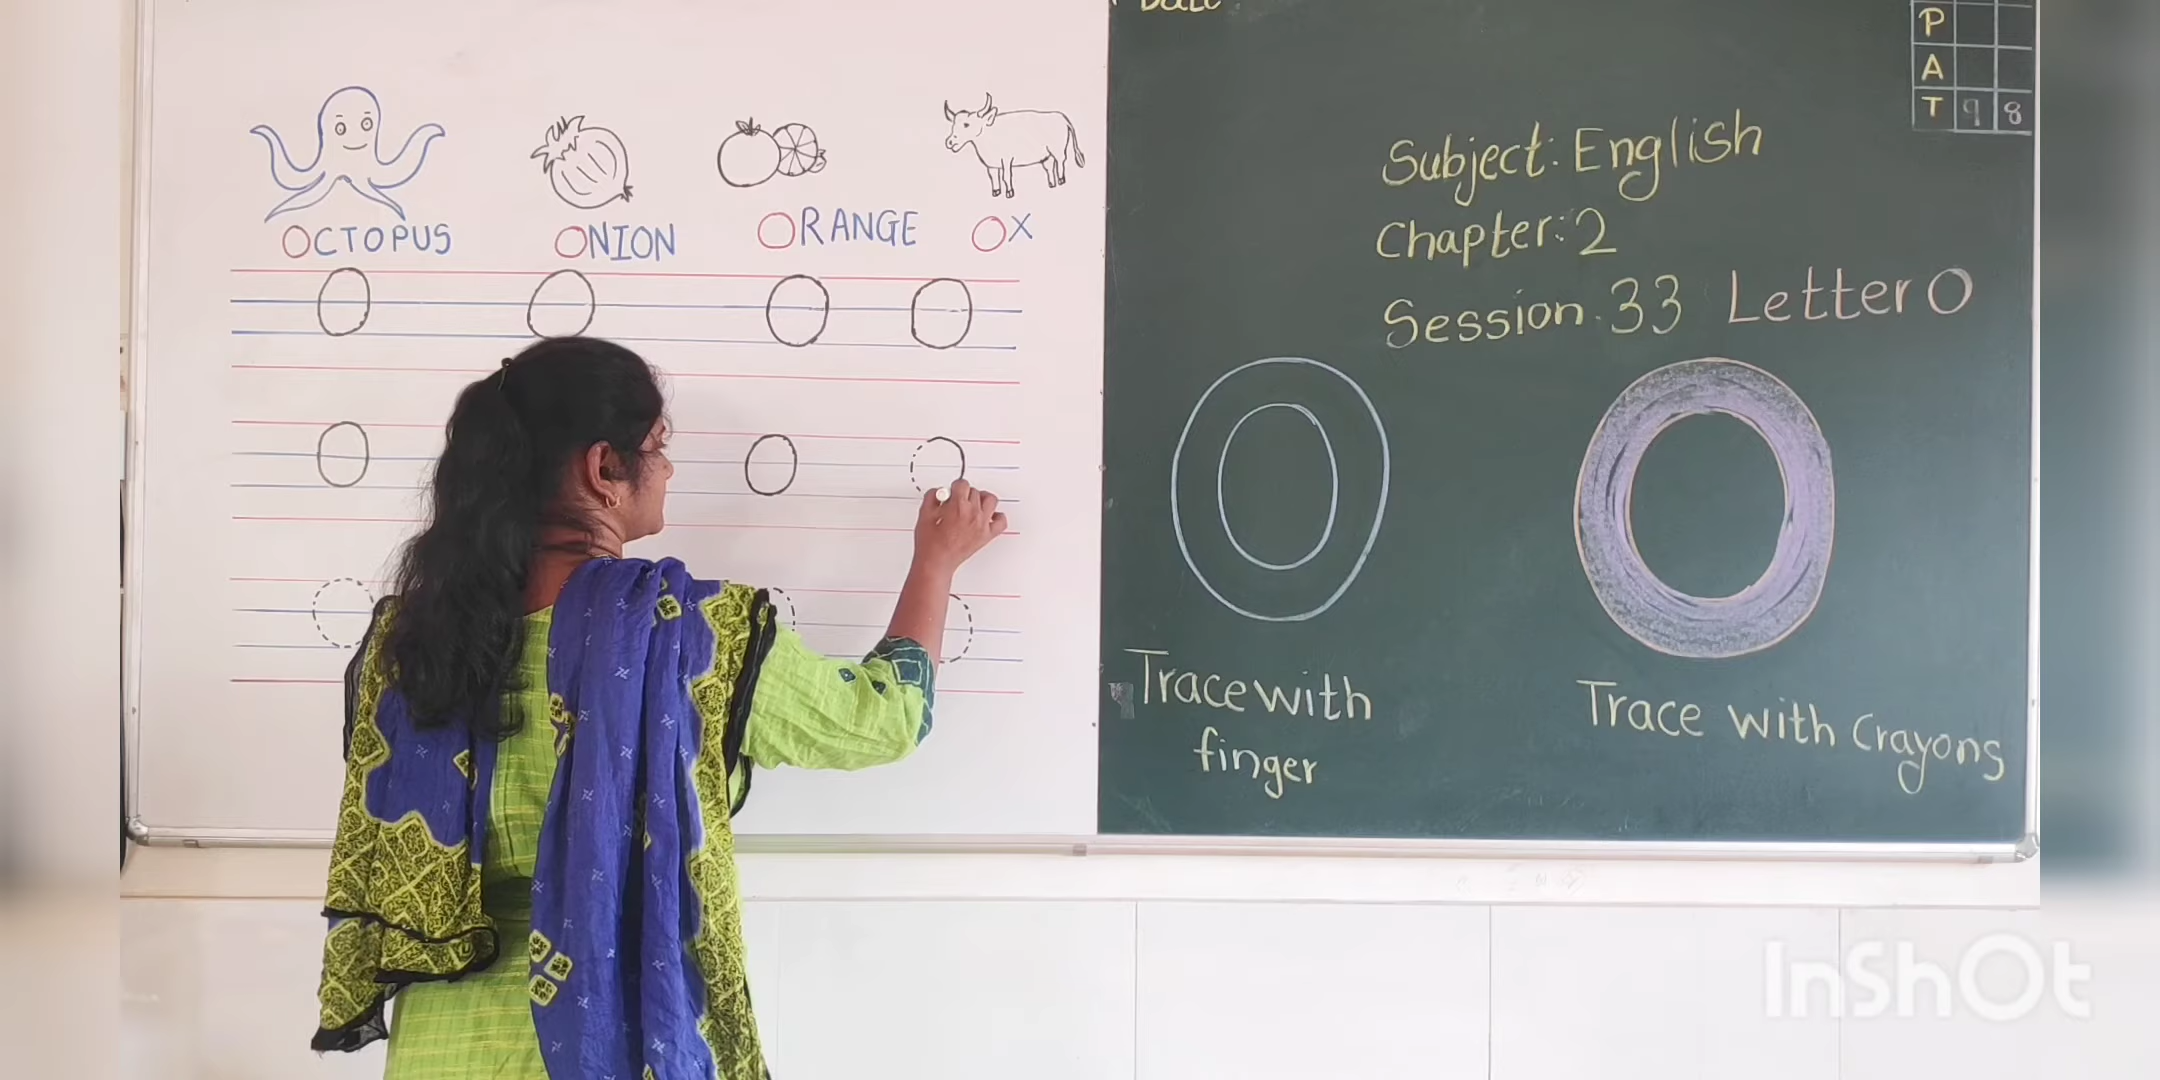 OCTOPUS ONION ORANGE OX
O O O O
O O O
Date
P
A
T 9 8
Subject: English
Chapter: 2
Session. 33 Letter O
O O
Trace with
finger
Trace with Crayons
InShOt